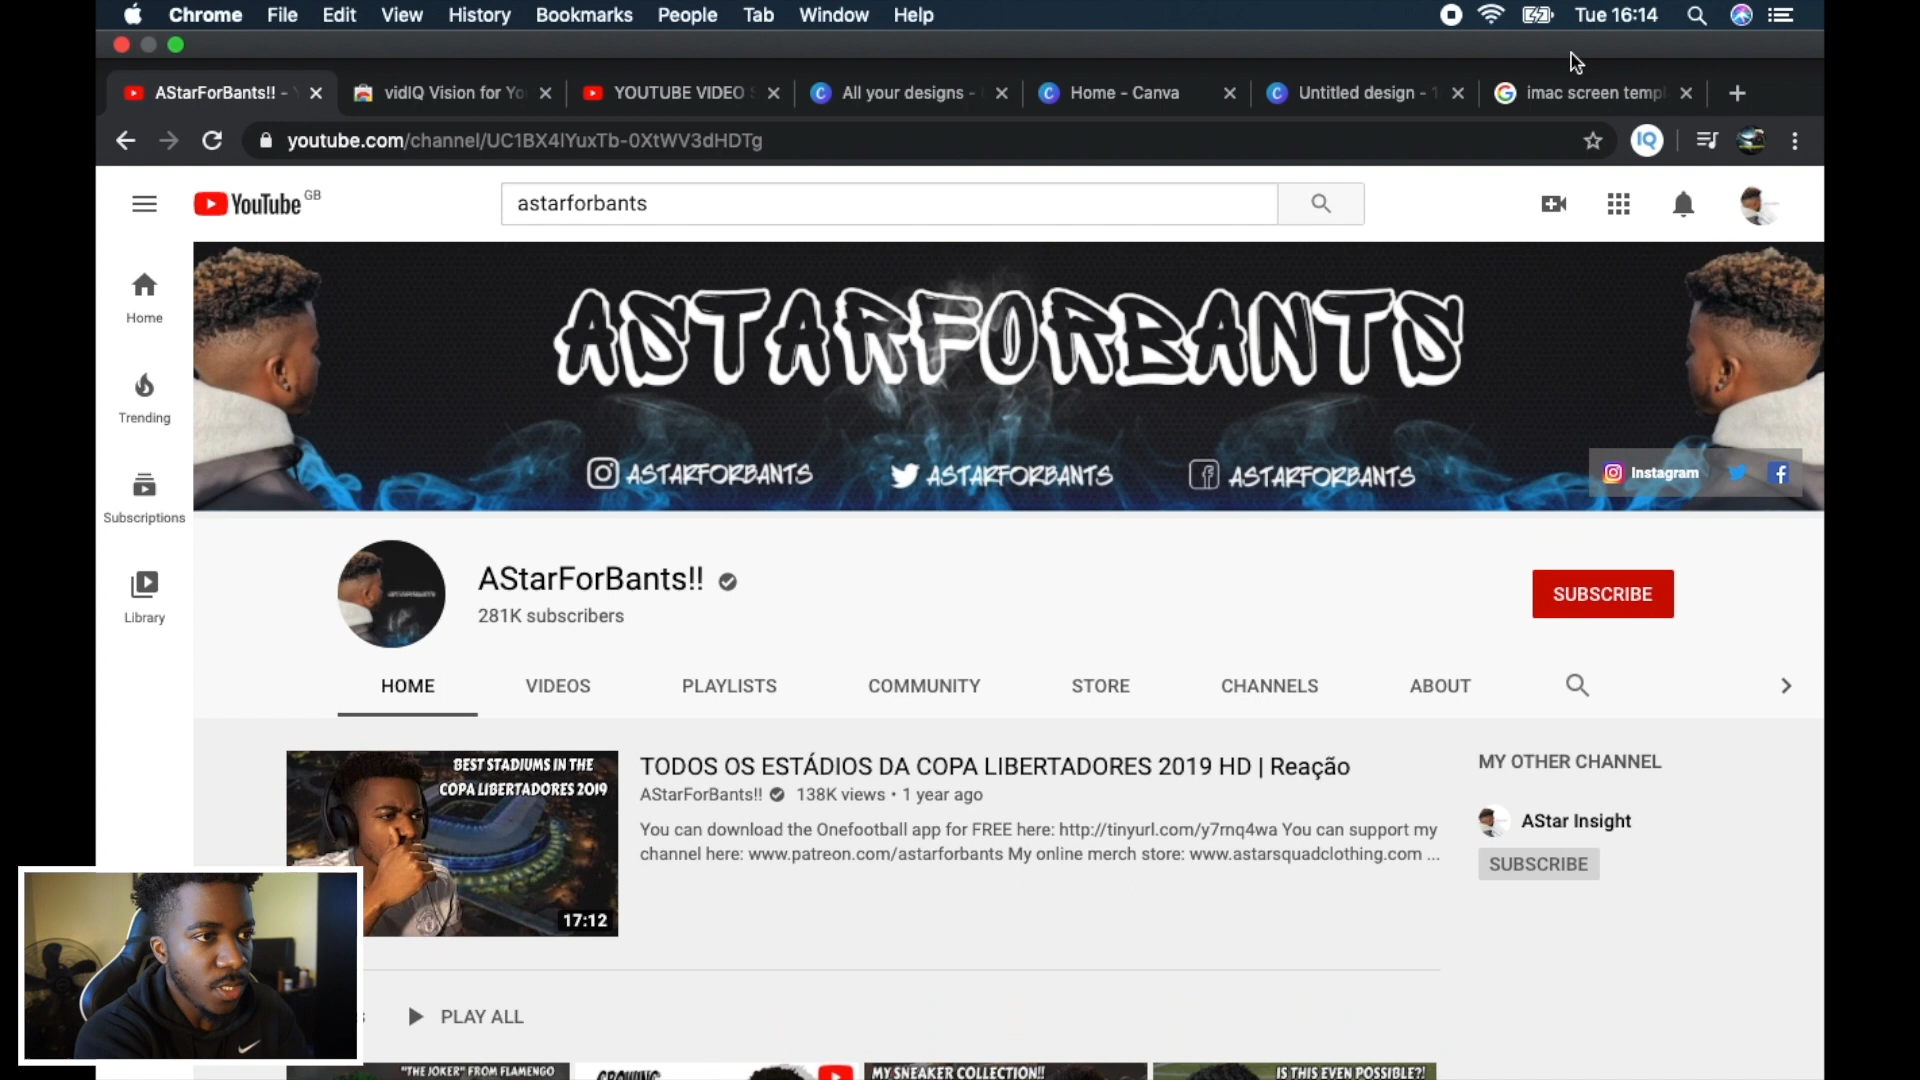 Chrome File Edit View History Bookmarks People Tab Window Help Tue 16:14
AStarForBants!! - vidIQ Vision for Yo YOUTUBE VIDEO All your designs - Home - Canva Untitled design - 1 imac screen templ
youtube.com/channel/UC1BX4lYuxTb-0XtWV3dHDTg IQ
YouTube GB astarforbants
ASTARFORBANTS
ASTARFORBANTS ASTARFORBANTS ASTARFORBANTS
Instagram
Home
Trending
Subscriptions
Library
AStarForBants!!
281K subscribers
SUBSCRIBE
HOME VIDEOS PLAYLISTS COMMUNITY STORE CHANNELS ABOUT
BEST STADIUMS IN THE
COPA LIBERTADORES 2019
17:12
TODOS OS ESTÁDIOS DA COPA LIBERTADORES 2019 HD | Reação
AStarForBants!! 138K views • 1 year ago
You can download the Onefootball app for FREE here: http://tinyurl.com/y7rnq4wa You can support my
channel here: www.patreon.com/astarforbants My online merch store: www.astarsquadclothing.com ...
MY OTHER CHANNEL
AStar Insight
SUBSCRIBE
PLAY ALL
"THE JOKER" FROM FLAMENGO
GROWING
MY SNEAKER COLLECTION!!
IS THIS EVEN POSSIBLE?!